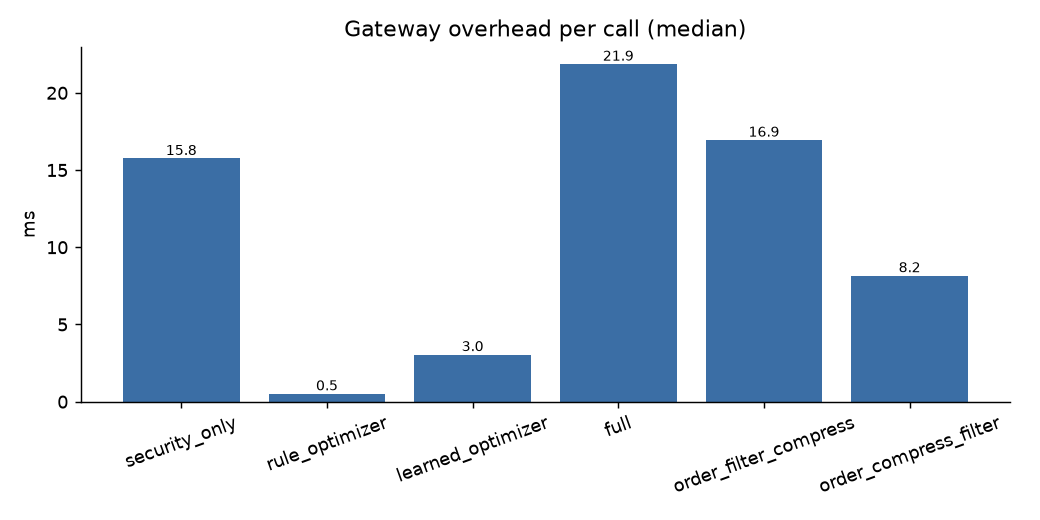 Gateway overhead per call (median)
ms
20
15
10
5
0
15.8
0.5
3.0
21.9
16.9
8.2
security_only
rule_optimizer
learned_optimizer
full
order_filter_compress
order_compress_filter